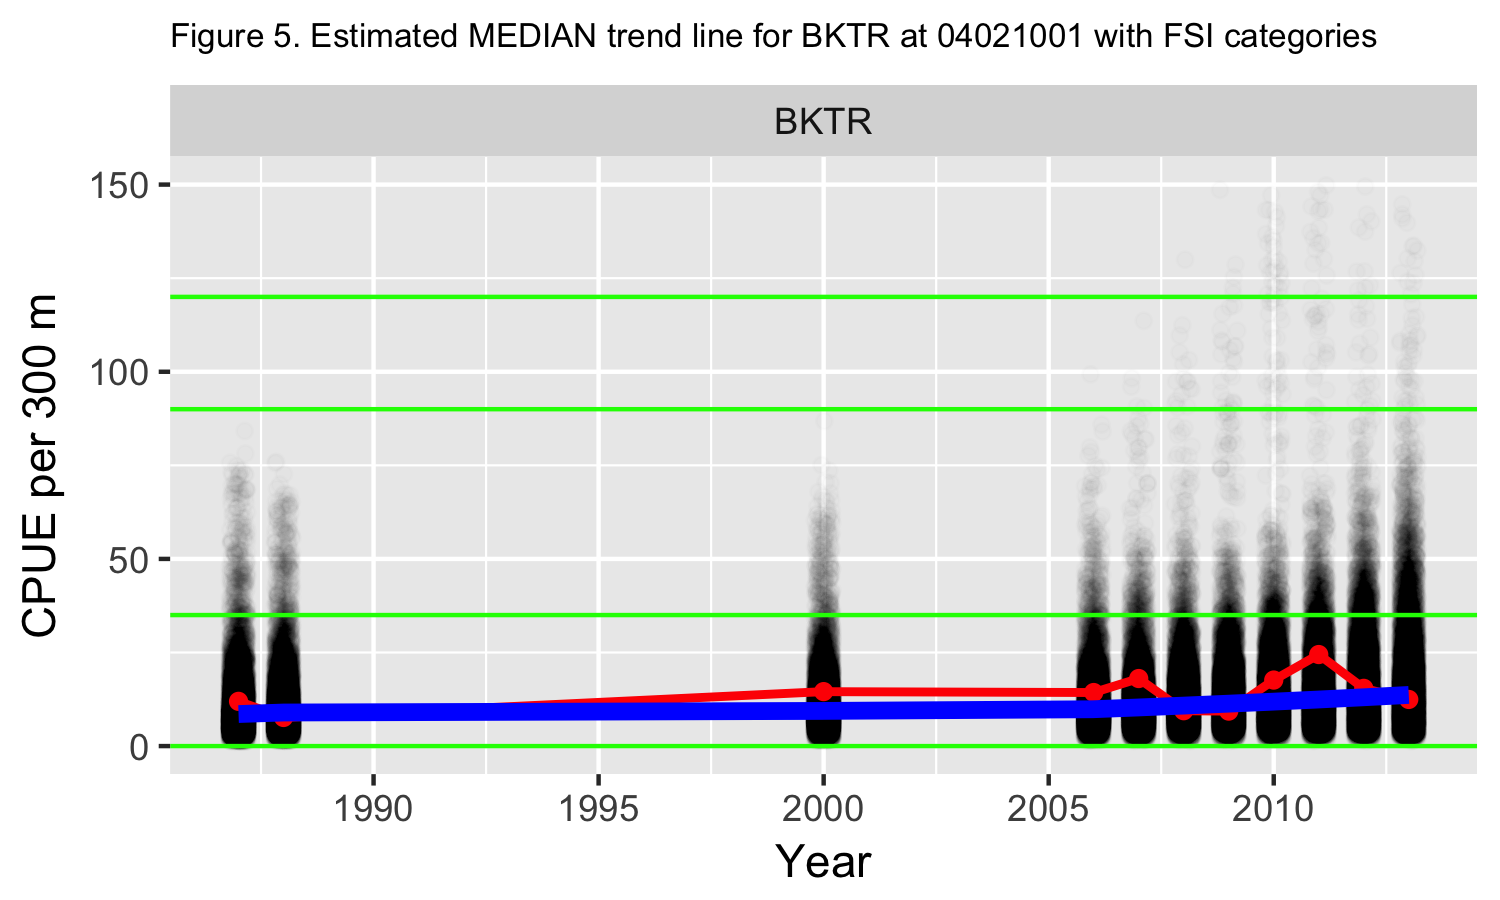 Figure 5. Estimated MEDIAN trend line for BKTR at 04021001 with FSI categories
BKTR
150
100
50
0
CPUE per 300 m
1990 1995 2000 2005 2010
Year